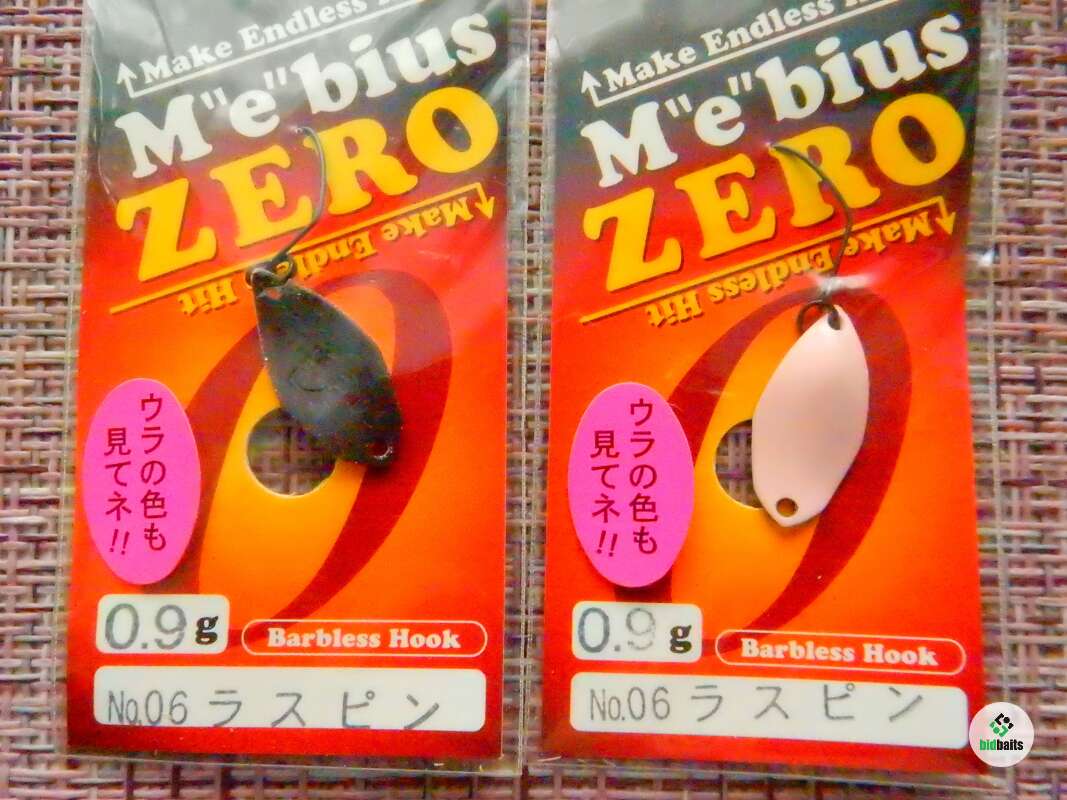 Make Endless
M"e"bius
ZERO
Make Endless Hit
ウラの色も
見てネ!!
0.9g
Barbless Hook
No.06 ラスピン
Make Endless
M"e"bius
ZERO
Make Endless Hit
ウラの色も
見てネ!!
0.9g
Barbless Hook
No.06 ラスピン
bidbaits